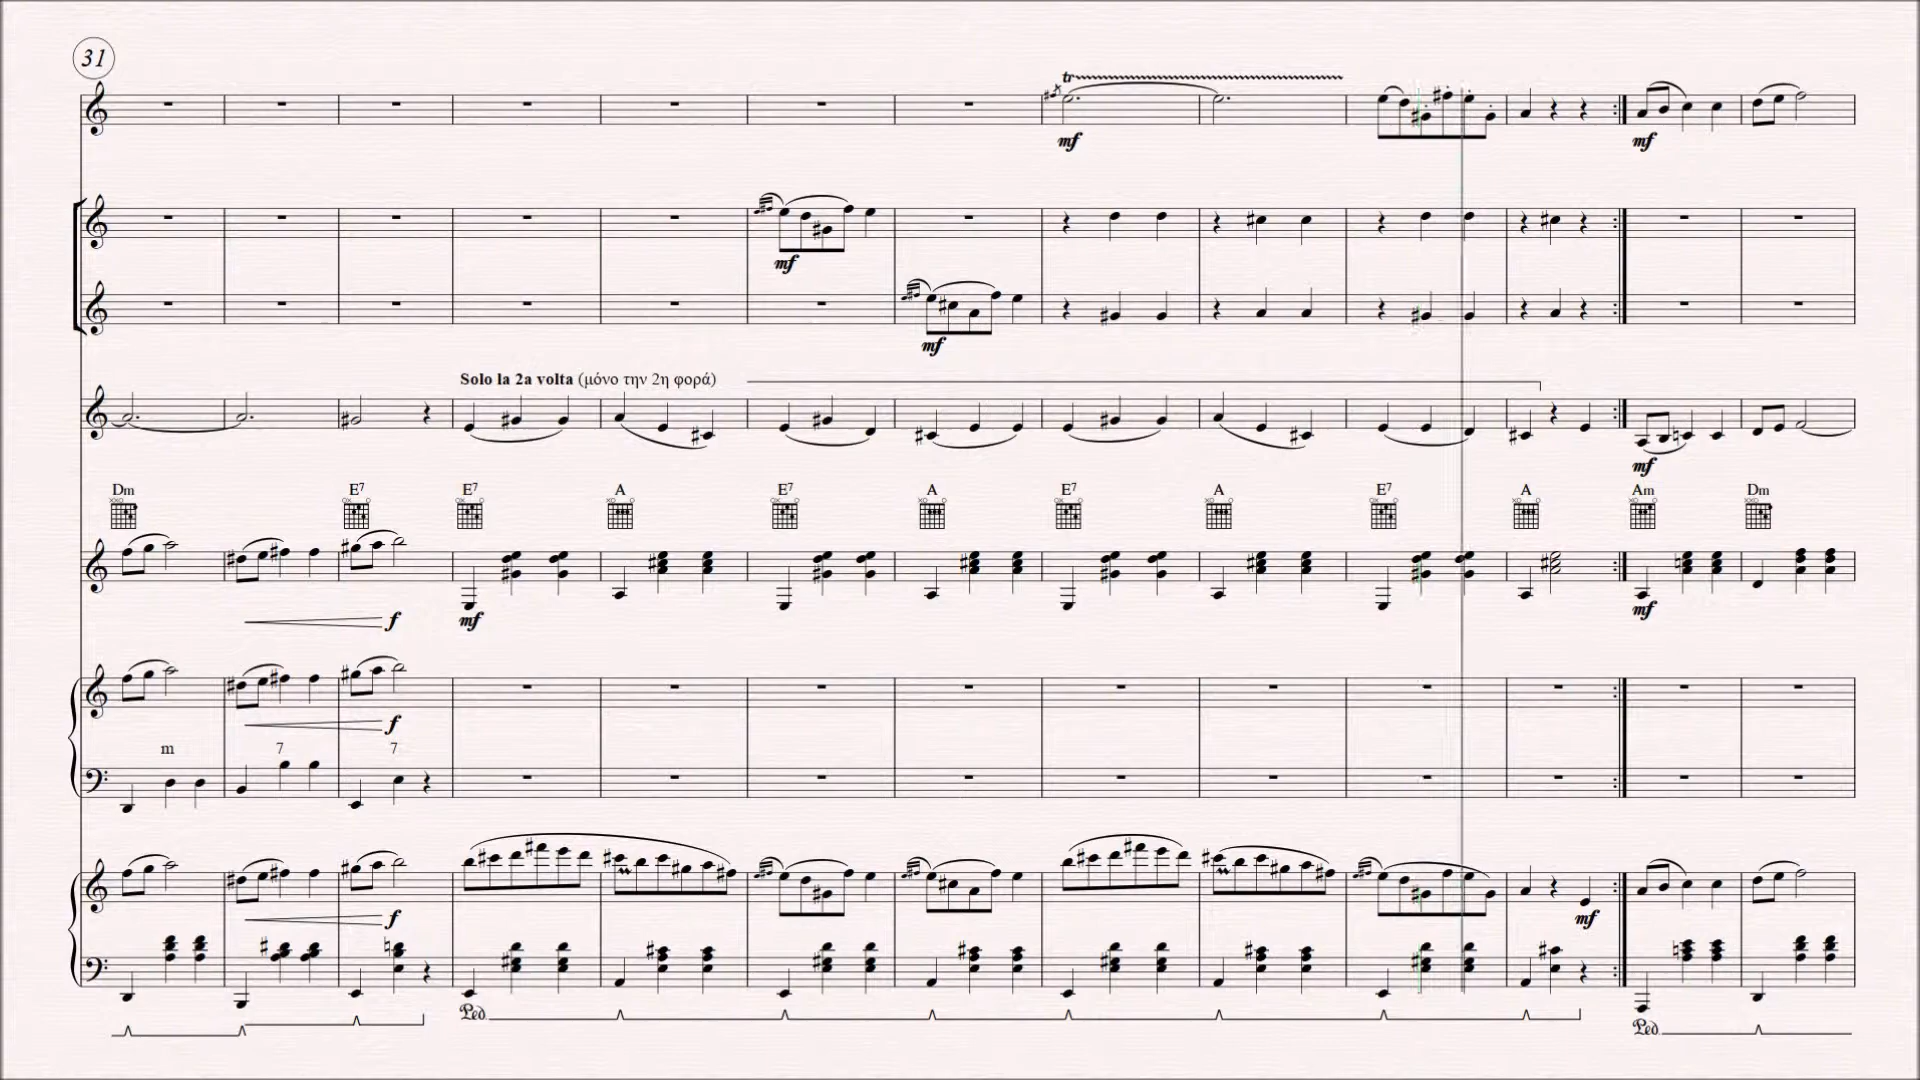 31
tr
mf
mf
mf
mf
Solo la 2a volta (μόνο την 2η φορά)
mf
Dm E7 E7 A E7 A E7 A E7 A Am Dm
f mf mf
f
m 7 7
f mf
Ped. Ped.